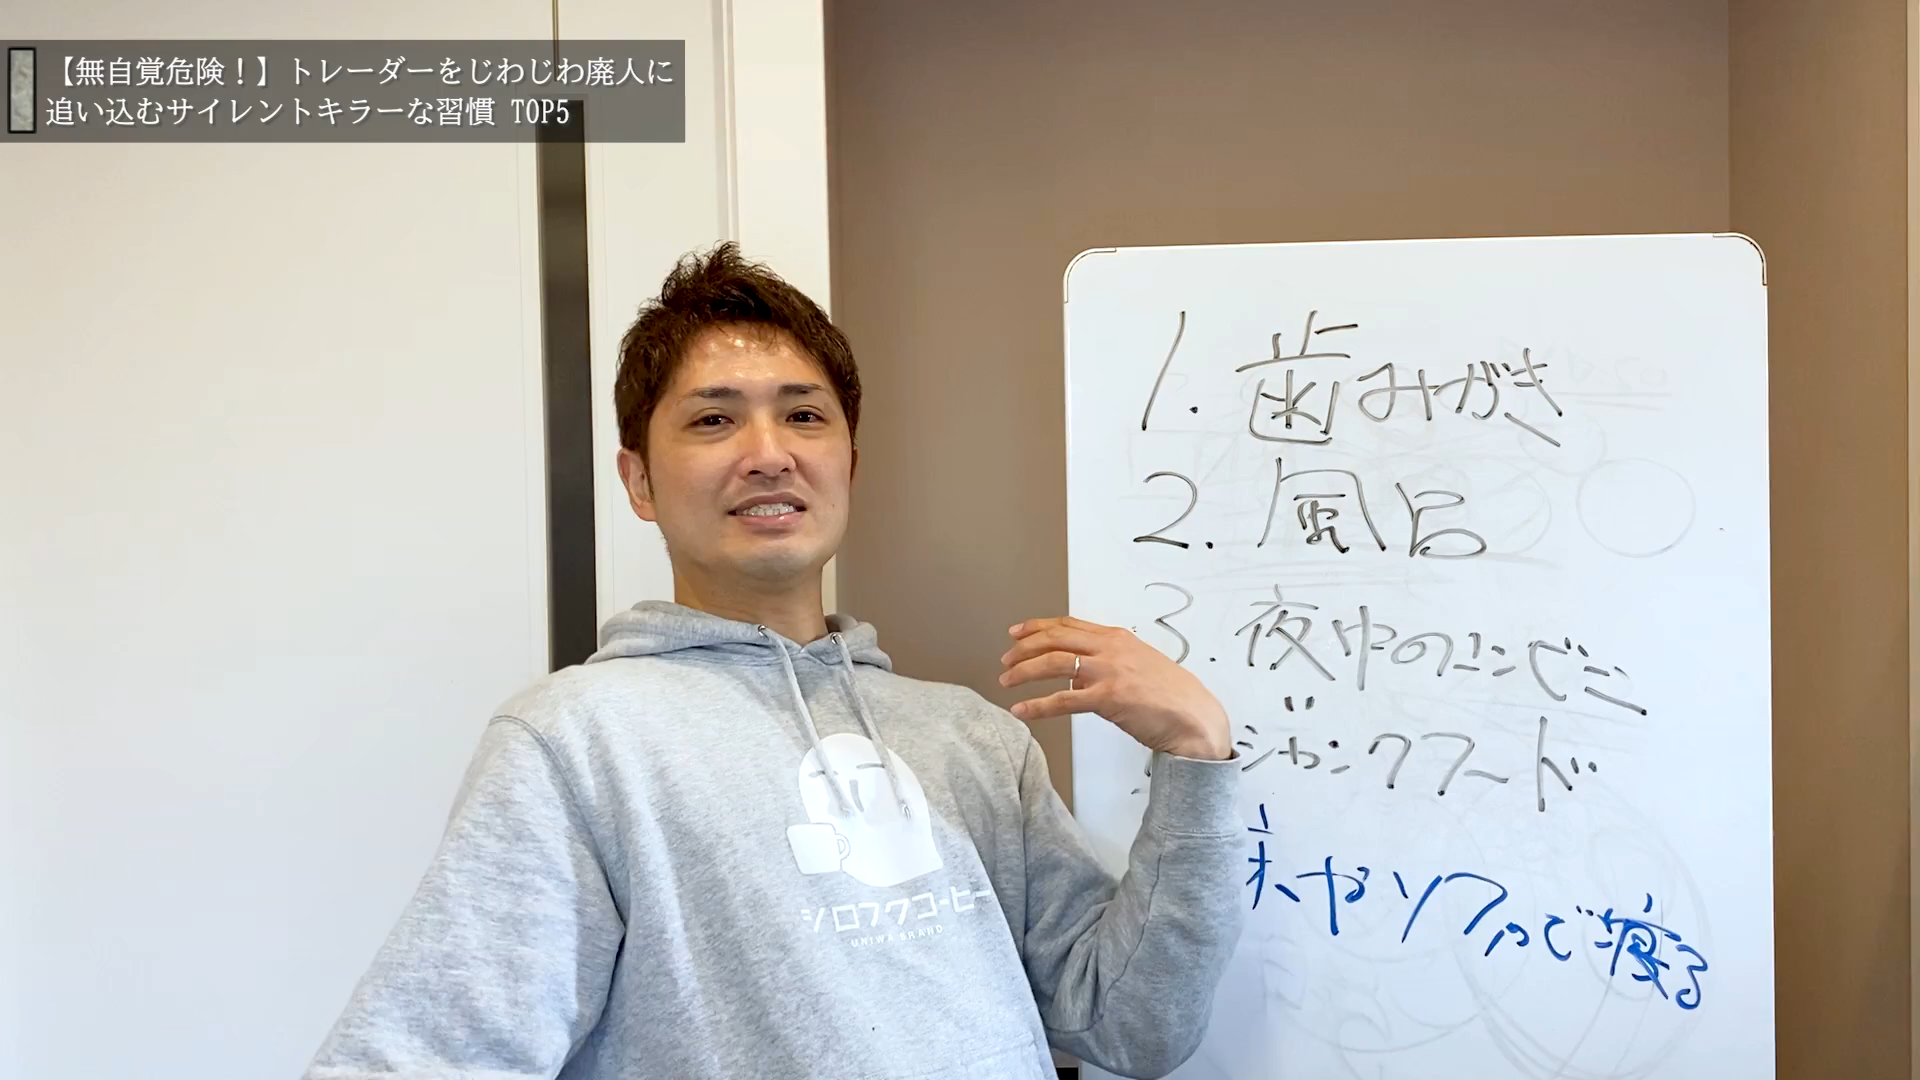 【無自覚危険！】トレーダーをじわじわ廃人に
追い込むサイレントキラーな習慣 TOP5
1. 歯みがき
2. 風呂
3. 夜中のコンビニ
ジャンクフード
床やソファで寝る
シロフクコーヒー
UNIWA BRAND